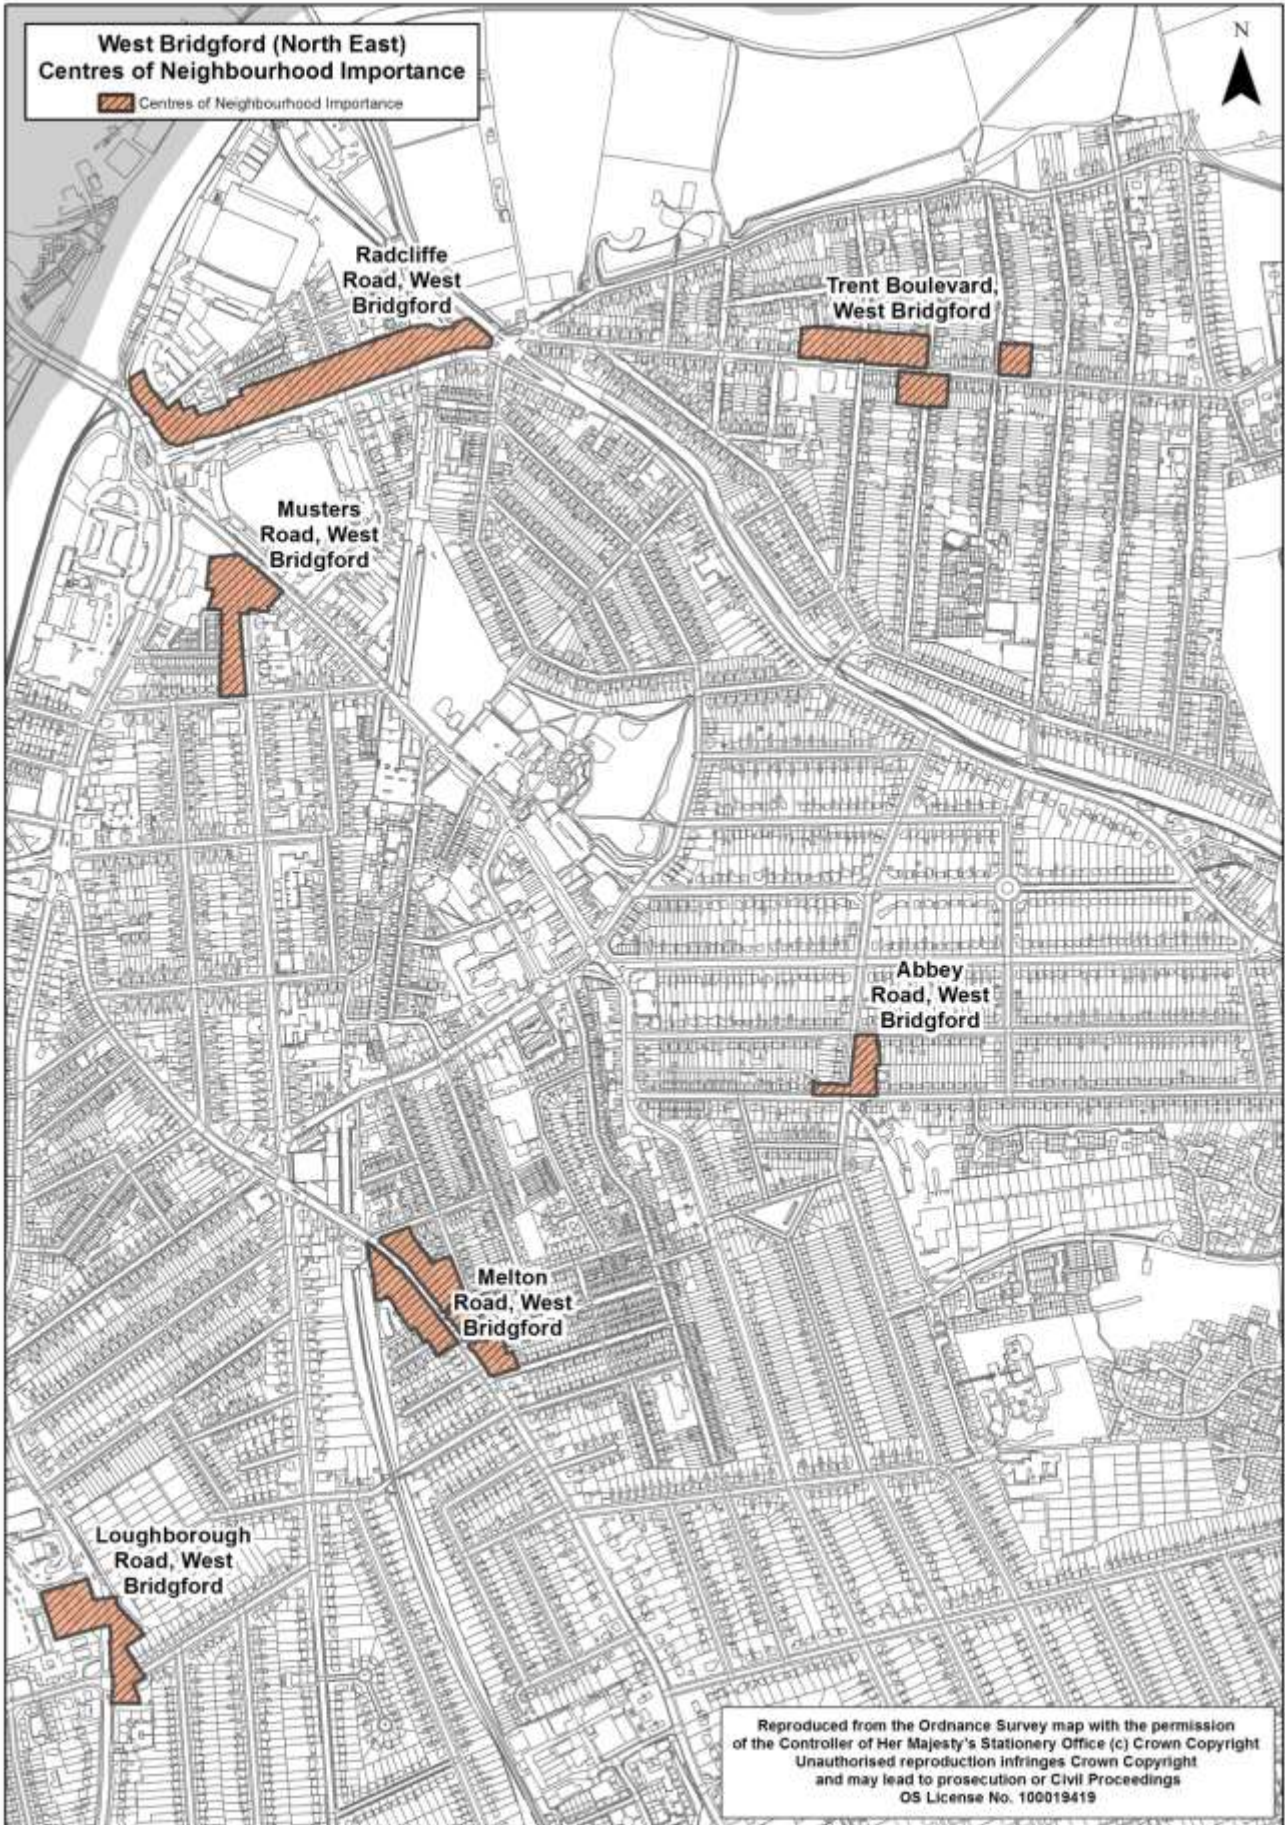 West Bridgford (North East)
Centres of Neighbourhood Importance
Centres of Neighbourhood Importance
N
Radcliffe
Road, West
Bridgford
Trent Boulevard,
West Bridgford
Musters
Road, West
Bridgford
Abbey
Road, West
Bridgford
Melton
Road, West
Bridgford
Loughborough
Road, West
Bridgford
Reproduced from the Ordnance Survey map with the permission
of the Controller of Her Majesty's Stationery Office (c) Crown Copyright
Unauthorised reproduction infringes Crown Copyright
and may lead to prosecution or Civil Proceedings
OS License No. 100019419